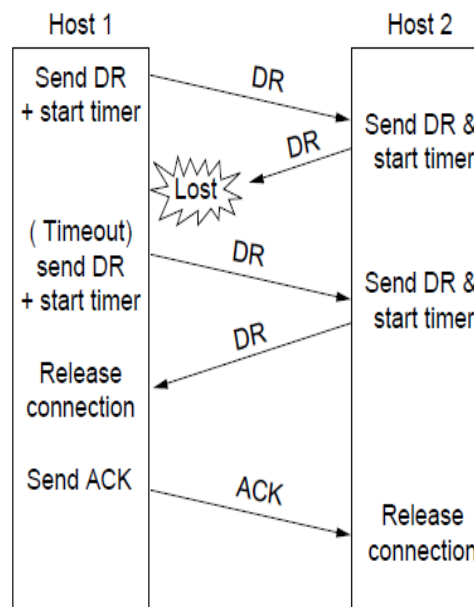 Host 1
Host 2
Send DR
+ start timer
DR
Send DR &
start timer
DR
Lost
( Timeout)
send DR
+ start timer
DR
Send DR &
start timer
DR
Release
connection
Send ACK
ACK
Release
connection